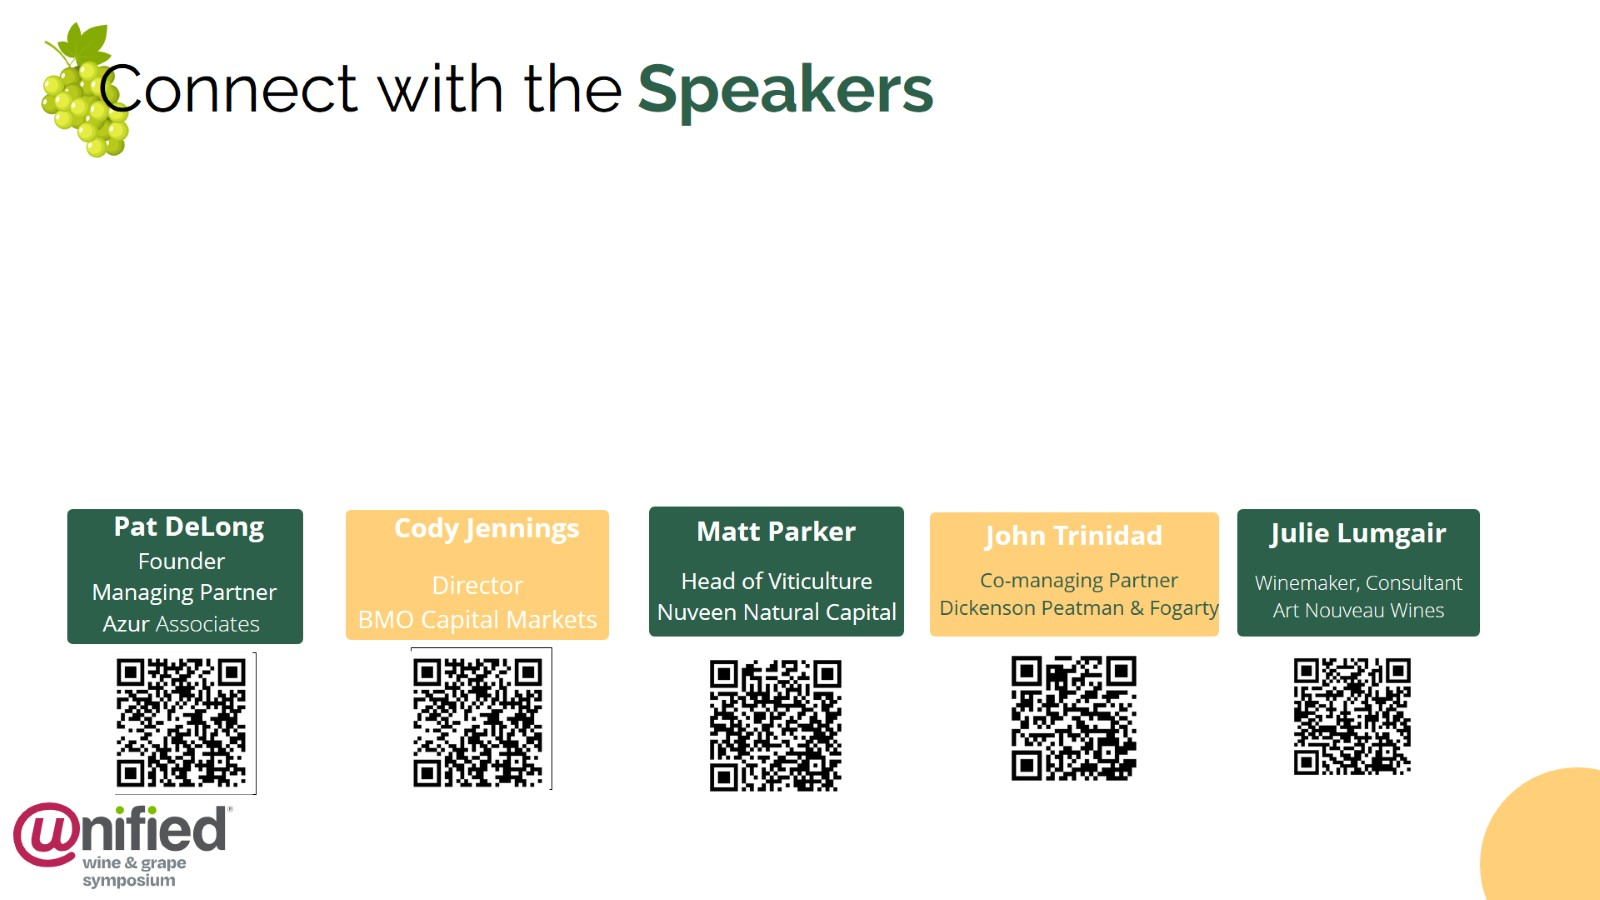 Connect with the Speakers
Pat DeLong
Founder
Managing Partner
Azur Associates
Cody Jennings
Director
BMO Capital Markets
Matt Parker
Head of Viticulture
Nuveen Natural Capital
John Trinidad
Co-managing Partner
Dickenson Peatman & Fogarty
Julie Lumgair
Winemaker, Consultant
Art Nouveau Wines
unified®
wine & grape
symposium